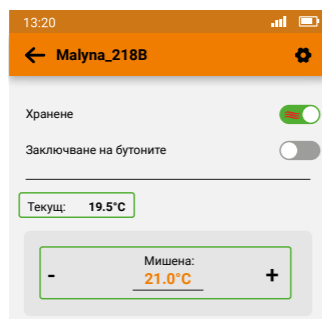 13:20
Malyna_218B
Хранене
Заключване на бутоните
Текущ: 19.5°C
Мишена:
- 21.0°C +